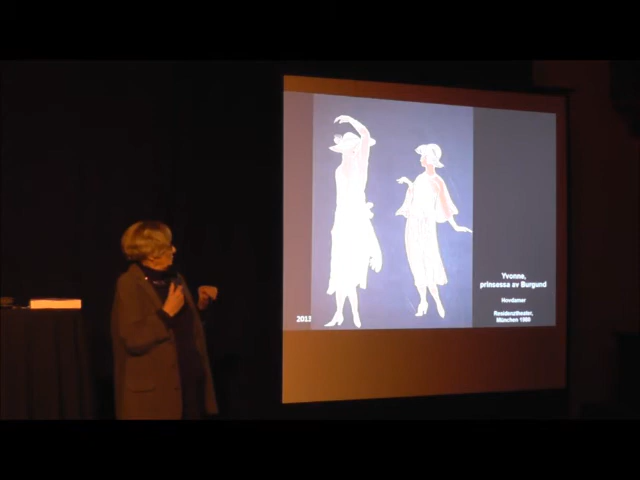 Yvonne,
prinsessa av Burgund
Hovdamer
Residenztheater,
München 1980
2013